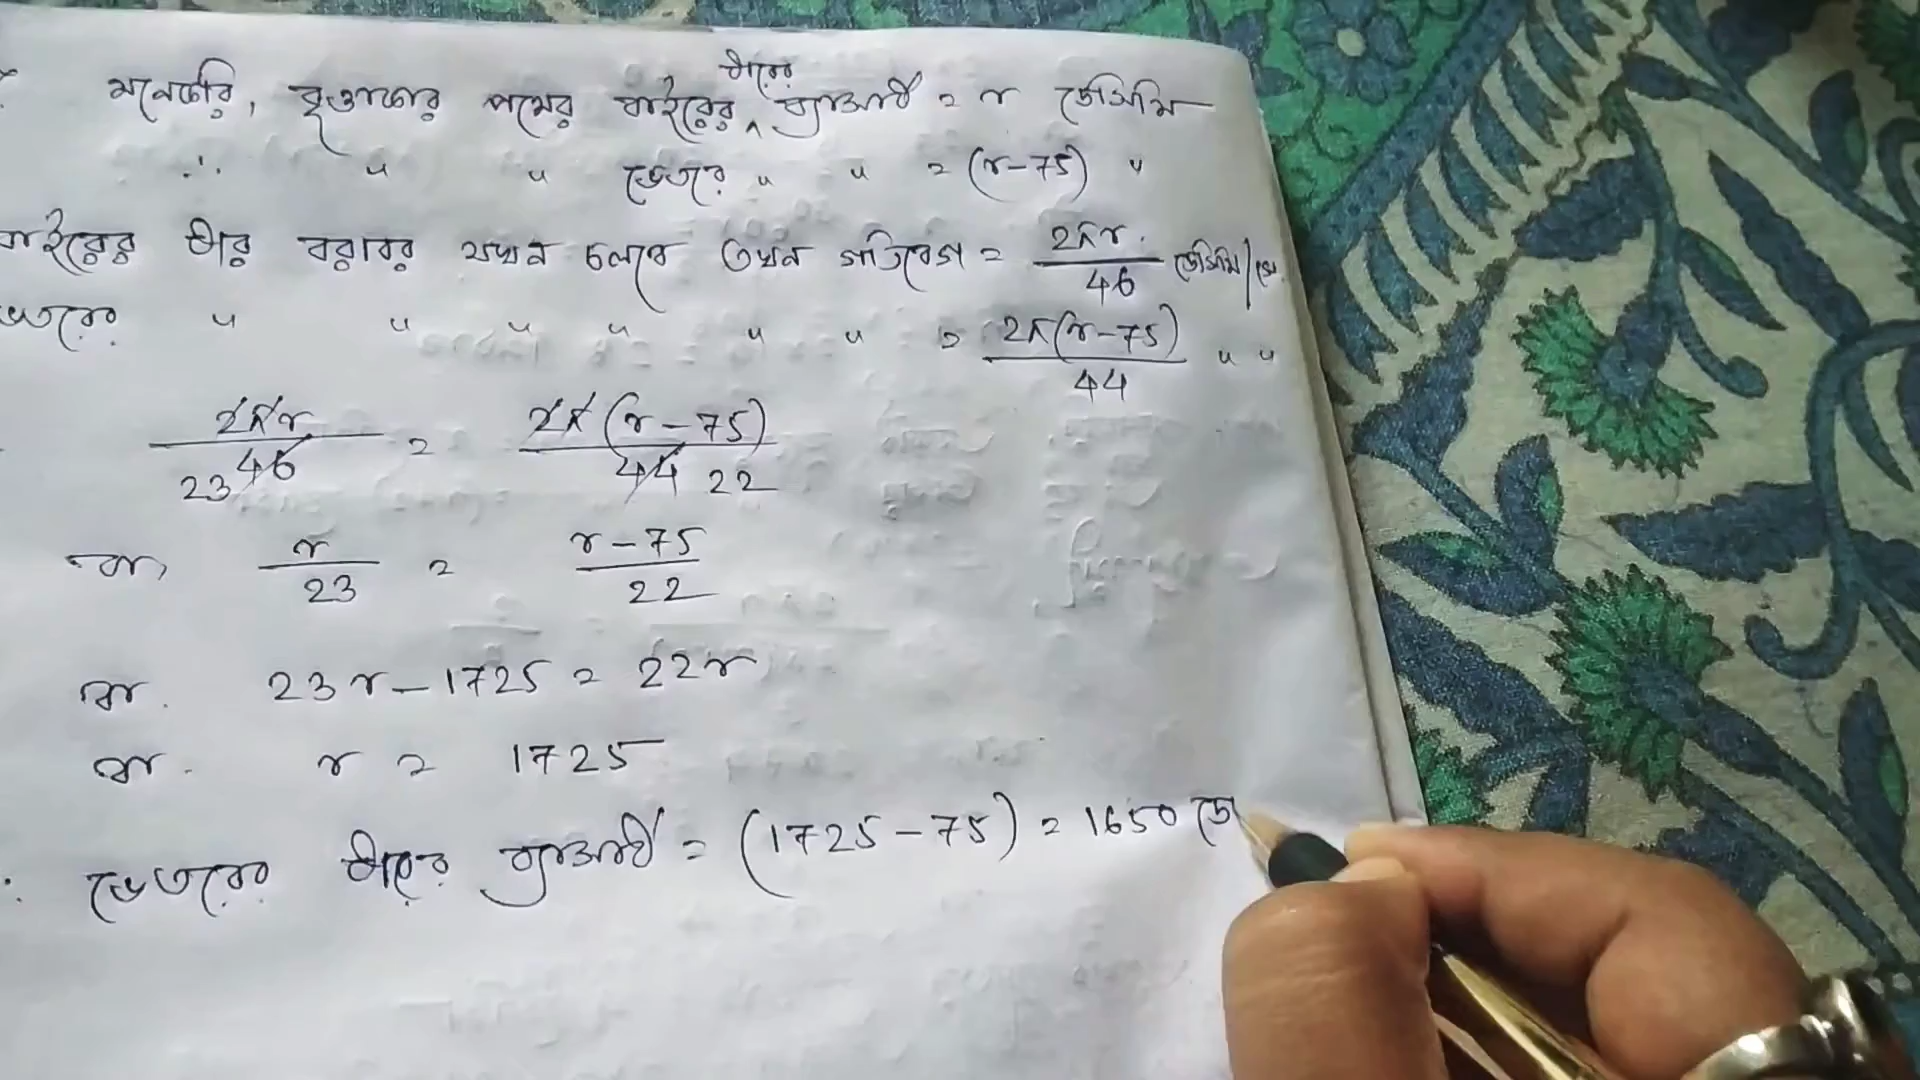 ধারের
মনেকরি, বৃত্তাকার পথের বাইরের ব্যাসার্ধ = r ডেসিমি
∴ " " ভেতরে " " = (r-75) "
বাইরের ধার বরাবর যখন চলবে তখন গতিবেগ = 2πr/46 ডেসিমি/সে
ভেতরের " " " " " " = 2π(r-75)/44 " "
2πr/46 23 = 2π(r-75)/44 22
বা, r/23 = r-75/22
বা. 23r-1725 = 22r
বা. r = 1725
∴ ভেতরের ধারের ব্যাসার্ধ = (1725-75) = 1650 ডে